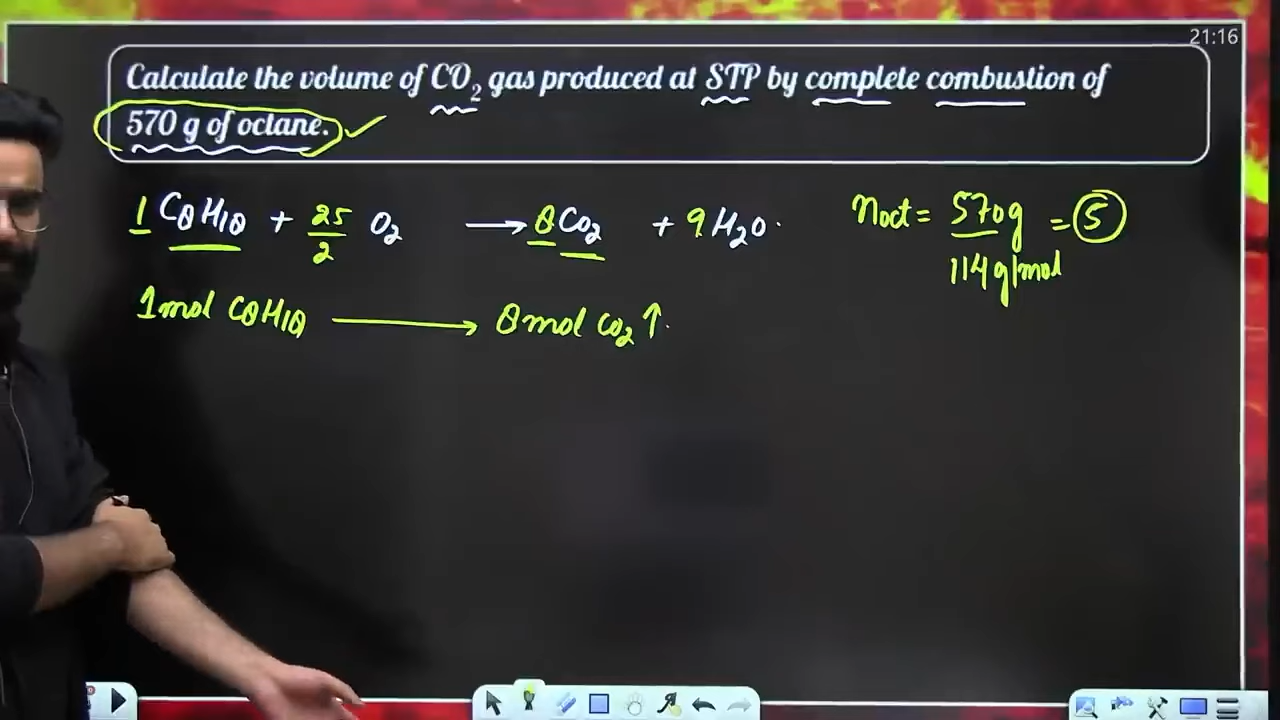 21:16
Calculate the volume of CO₂ gas produced at STP by complete combustion of
570 g of octane.
1 C8H18 + 25/2 O2 → 8CO2 + 9H2O.
noct = 570g / 114g/mol = 5
1mol C8H18 → 8mol CO2 ↑